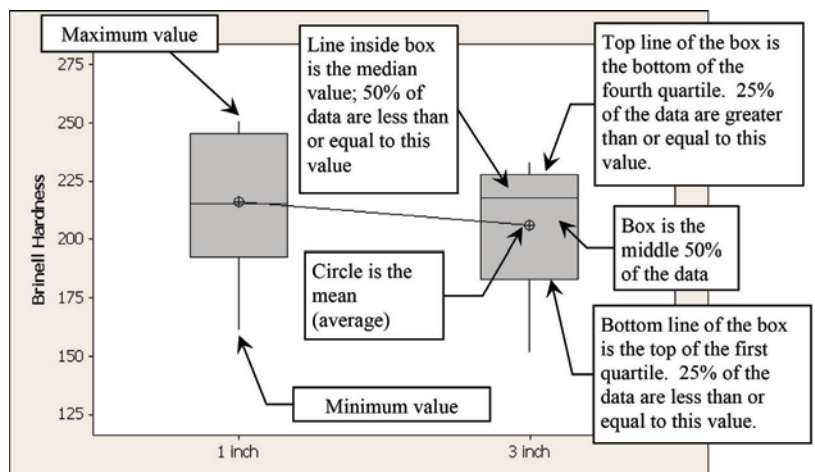 Maximum value
Line inside box
is the median
value; 50% of
data are less than
or equal to this
value
Top line of the box is
the bottom of the
fourth quartile.  25%
of the data are greater
than or equal to this
value.
Brinell Hardness
275
250
225
200
175
150
125
Circle is the
mean
(average)
Box is the
middle 50%
of the data
Bottom line of the box
is the top of the first
quartile.  25% of the
data are less than or
equal to this value.
Minimum value
1 inch
3 inch